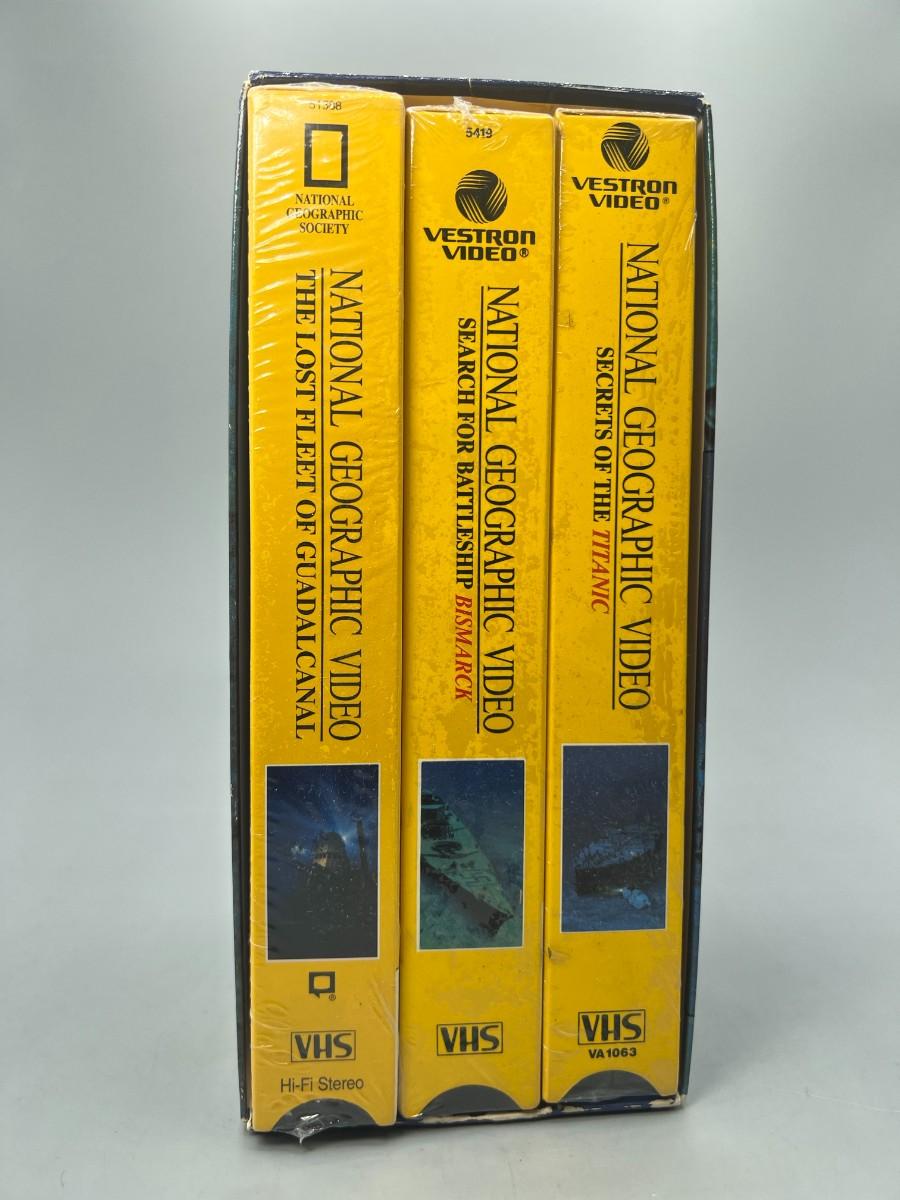 51308
NATIONAL
GEOGRAPHIC
SOCIETY
NATIONAL GEOGRAPHIC VIDEO
THE LOST FLEET OF GUADALCANAL
VHS
Hi-Fi Stereo
5419
VESTRON
VIDEO®
NATIONAL GEOGRAPHIC VIDEO
SEARCH FOR BATTLESHIP BISMARCK
VHS
VESTRON
VIDEO®
NATIONAL GEOGRAPHIC VIDEO
SECRETS OF THE TITANIC
VHS
VA1063